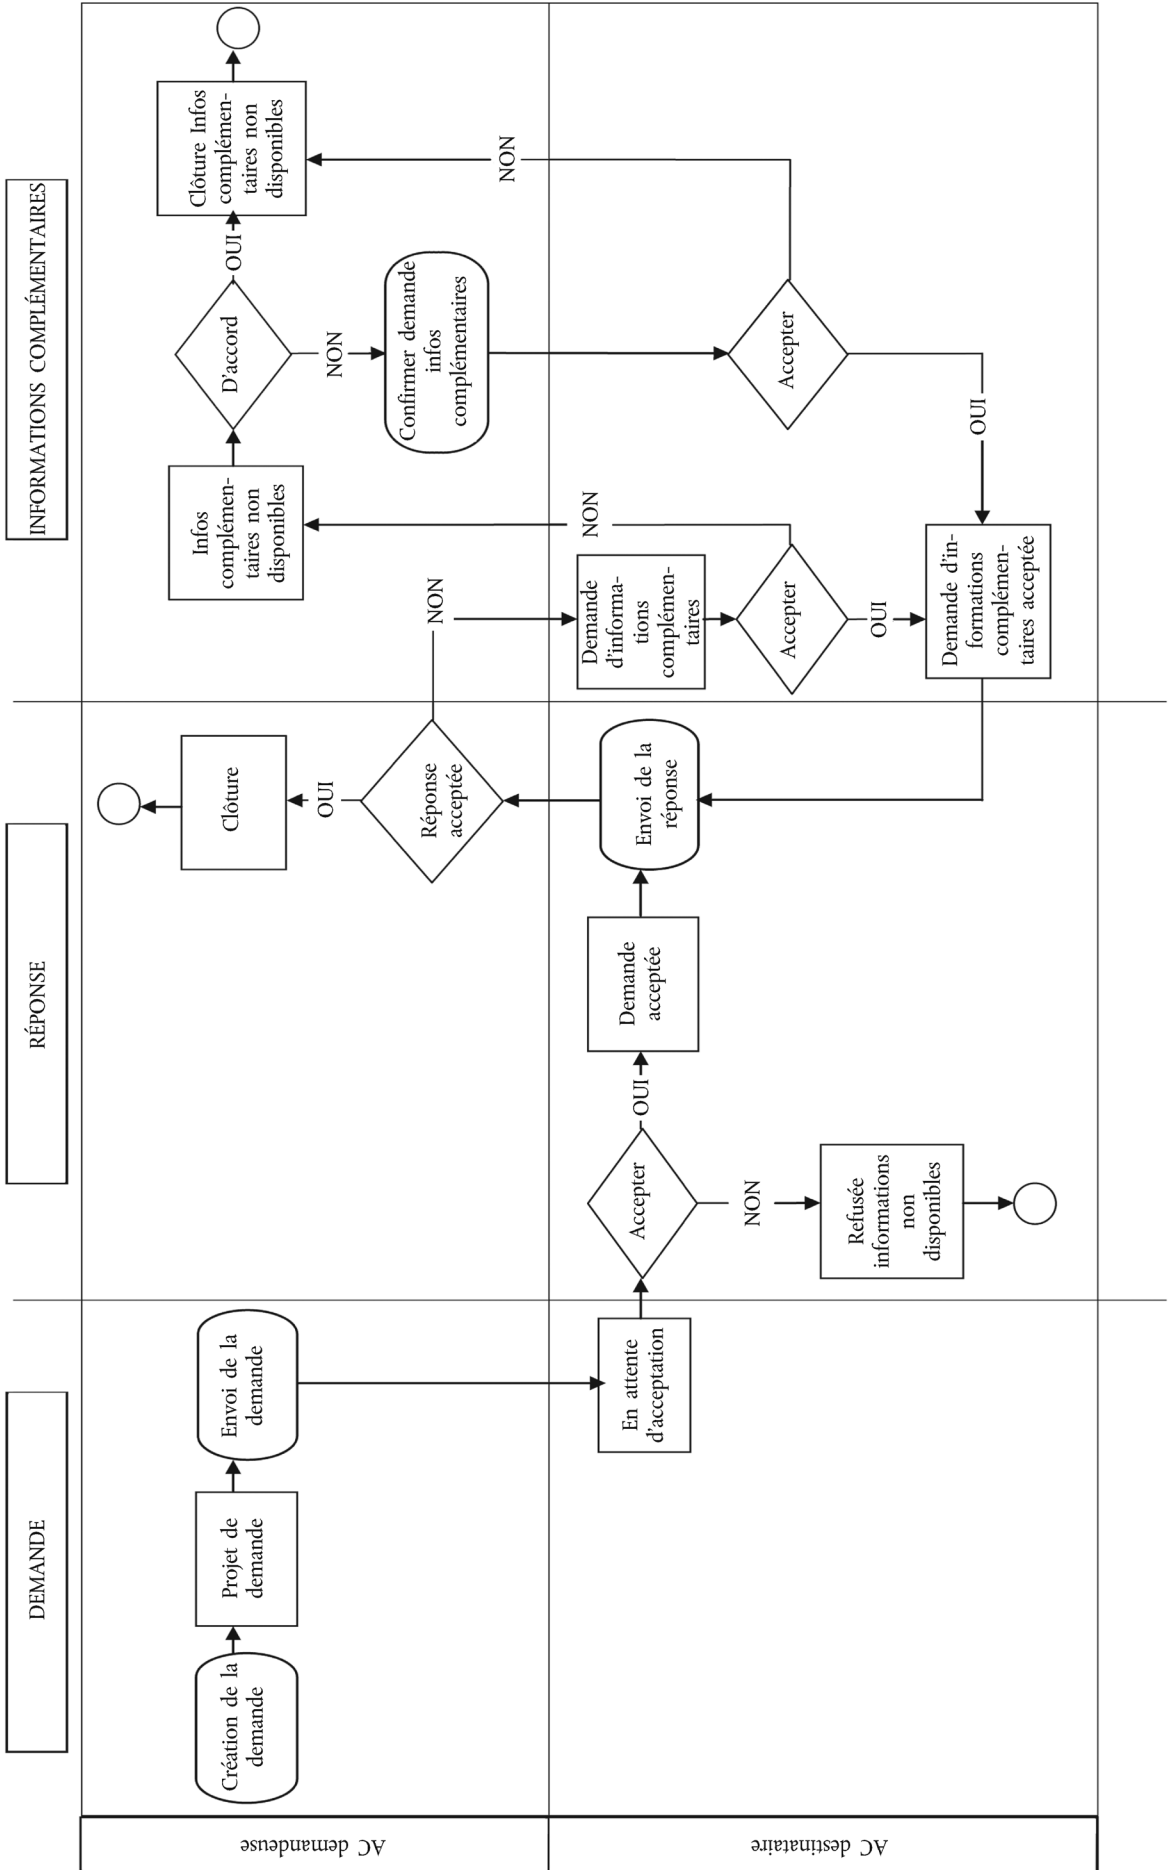 DEMANDE
RÉPONSE
INFORMATIONS COMPLÉMENTAIRES
AC demandeuse
Création de la
demande
Projet de
demande
Envoi de la
demande
Clôture
OUI
Réponse
acceptée
NON
Infos
complémen-
taires non
disponibles
D'accord
OUI
NON
Clôture Infos
complémen-
taires non
disponibles
Confirmer demande
infos
complémentaires
AC destinataire
En attente
d'acceptation
Accepter
OUI
NON
Refusée
informations
non
disponibles
Demande
acceptée
Envoi de la
réponse
Demande
d'informa-
tions
complémen-
taires
NON
Accepter
OUI
Demande d'in-
formations
complémen-
taires acceptée
Accepter
NON
OUI